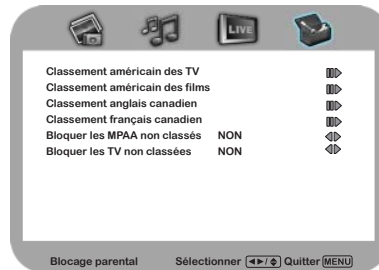 LIVE
Classement américain des TV
Classement américain des films
Classement anglais canadien
Classement français canadien
Bloquer les MPAA non classés NON
Bloquer les TV non classées NON
Blocage parental Sélectionner ◄►/♦ Quitter MENU